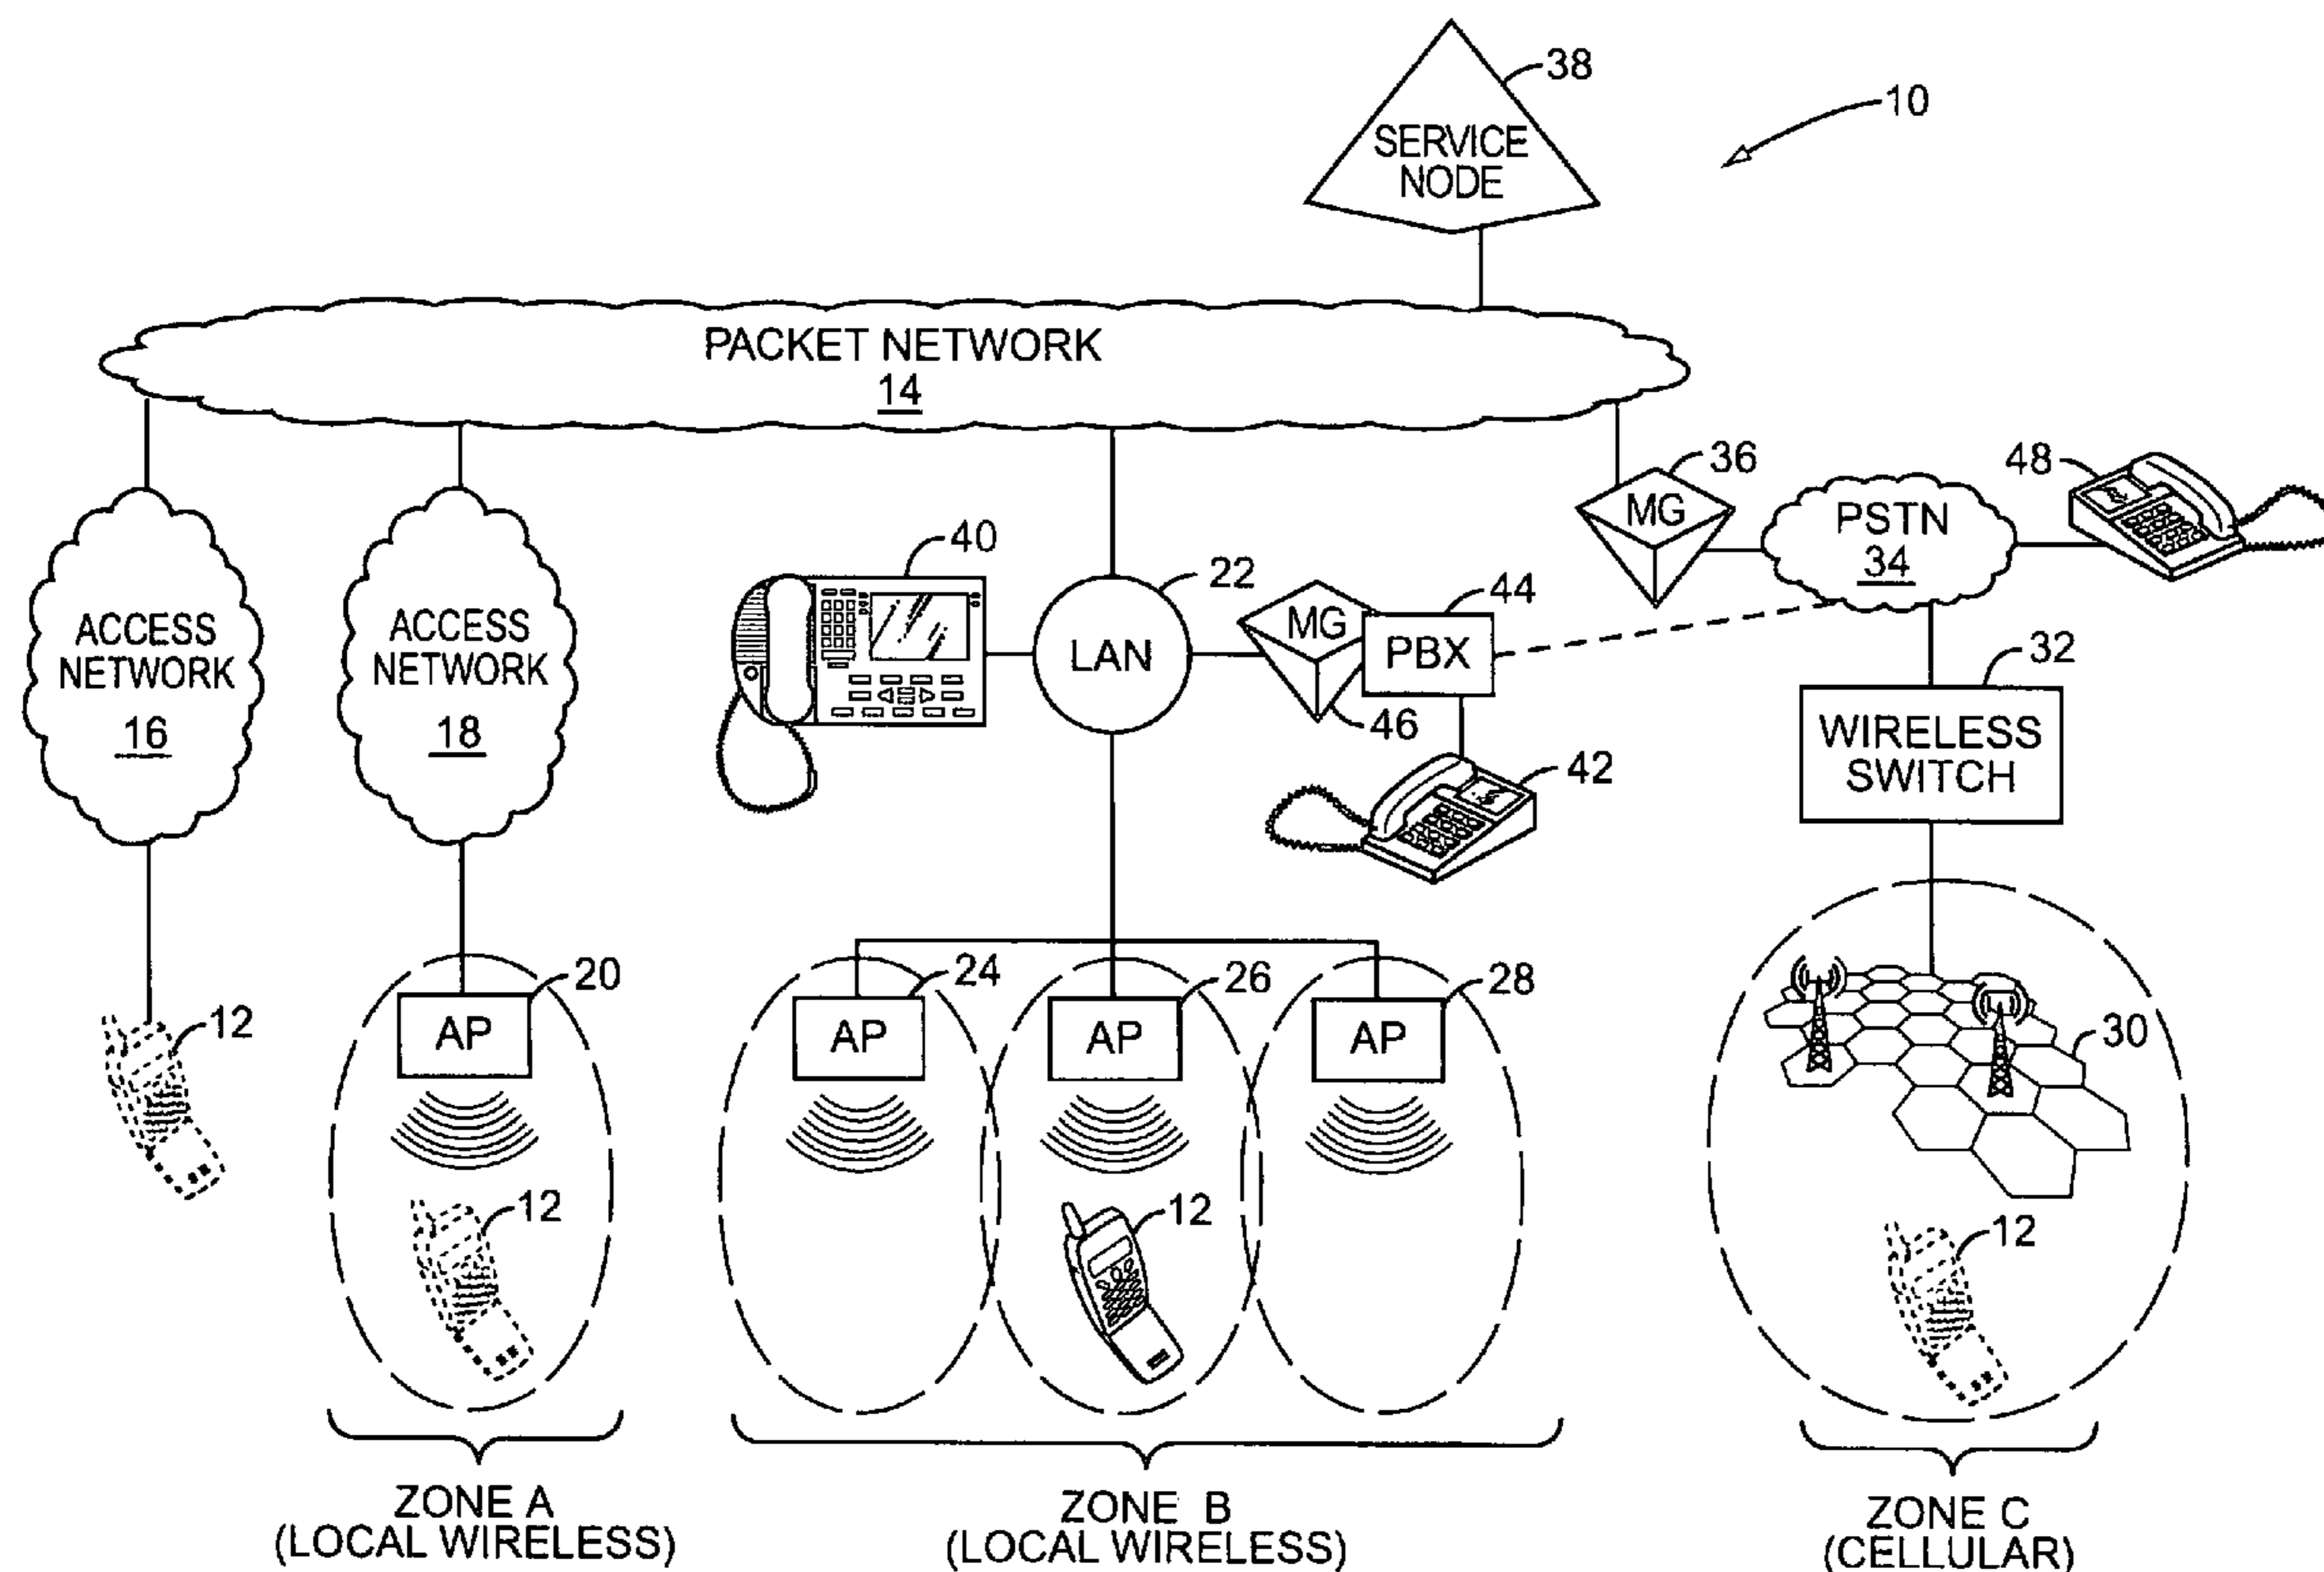 38
SERVICE
NODE
10
PACKET NETWORK
14
36
MG
48
PSTN
34
40
22
44
ACCESS
NETWORK
16
ACCESS
NETWORK
18
LAN
MG
PBX
46
32
WIRELESS
SWITCH
42
20
AP
24
AP
26
AP
28
AP
30
12
12
12
12
ZONE A
(LOCAL WIRELESS)
ZONE B
(LOCAL WIRELESS)
ZONE C
(CELLULAR)